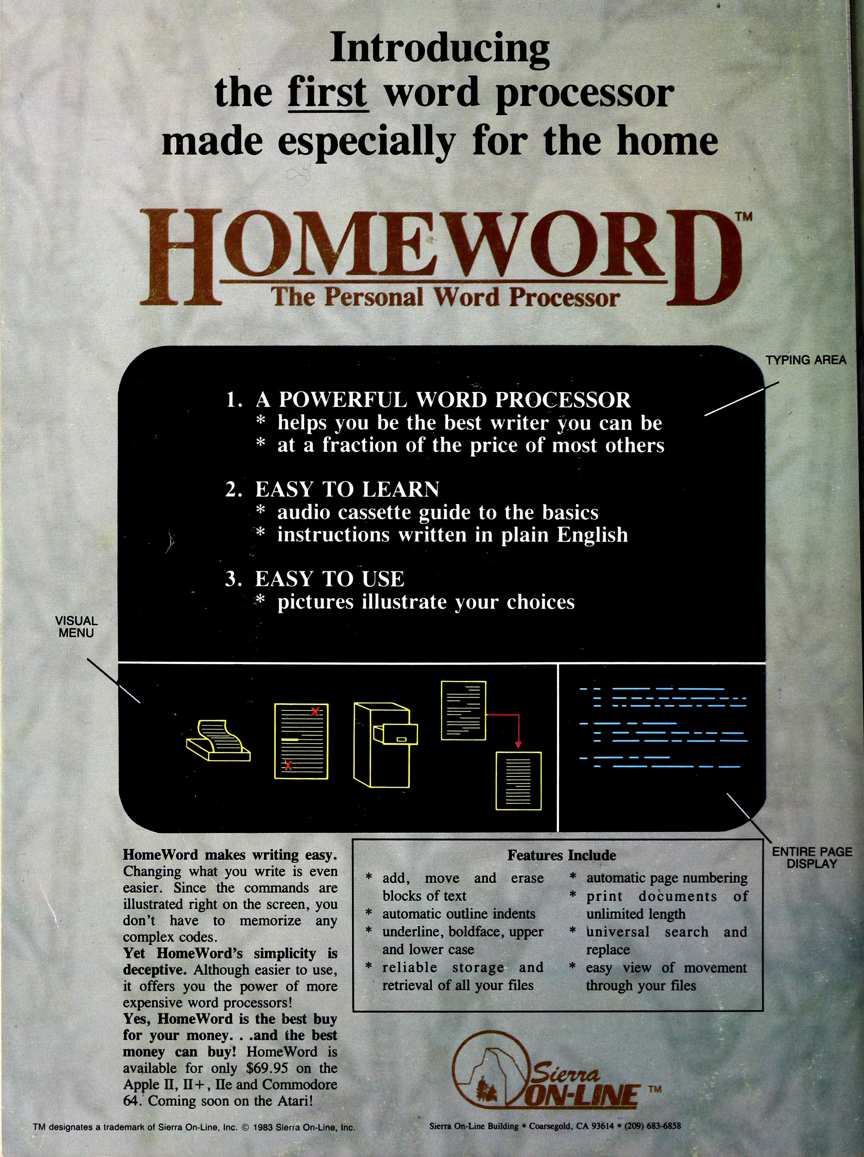 Introducing
the first word processor
made especially for the home
HOMEWORD™
The Personal Word Processor
TYPING AREA
1. A POWERFUL WORD PROCESSOR
* helps you be the best writer you can be
* at a fraction of the price of most others
2. EASY TO LEARN
* audio cassette guide to the basics
* instructions written in plain English
3. EASY TO USE
* pictures illustrate your choices
VISUAL
MENU
ENTIRE PAGE
DISPLAY
HomeWord makes writing easy.
Changing what you write is even
easier. Since the commands are
illustrated right on the screen, you
don't have to memorize any
complex codes.
Yet HomeWord's simplicity is
deceptive. Although easier to use,
it offers you the power of more
expensive word processors!
Yes, HomeWord is the best buy
for your money. . .and the best
money can buy! HomeWord is
available for only $69.95 on the
Apple II, II+, IIe and Commodore
64. Coming soon on the Atari!
Features Include
* add, move and erase
blocks of text
* automatic outline indents
* underline, boldface, upper
and lower case
* reliable storage and
retrieval of all your files
* automatic page numbering
* print documents of
unlimited length
* universal search and
replace
* easy view of movement
through your files
Sierra
ON-LINE ™
TM designates a trademark of Sierra On-Line, Inc. © 1983 Sierra On-Line, Inc.
Sierra On-Line Building • Coarsegold, CA 93614 • (209) 683-6858